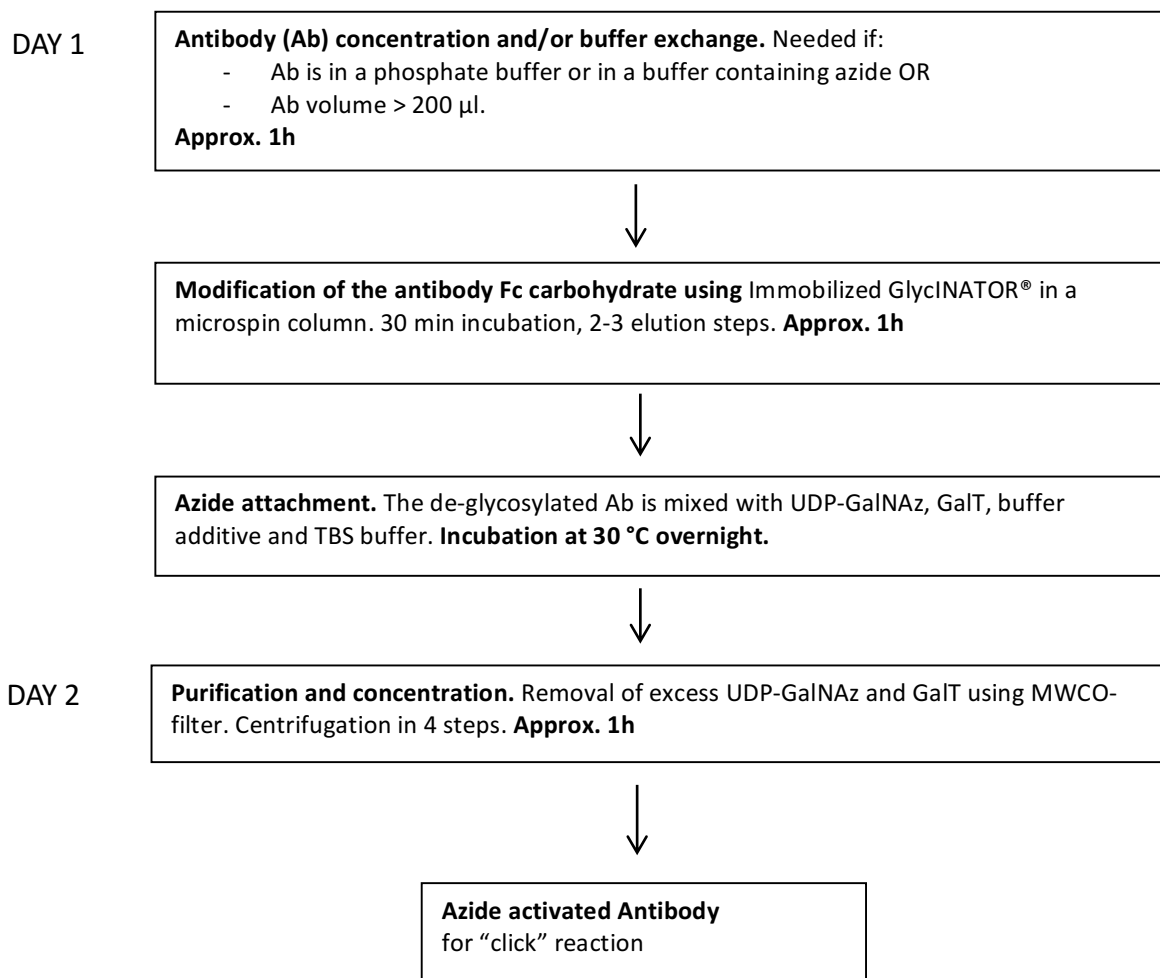 DAY 1
Antibody (Ab) concentration and/or buffer exchange. Needed if:
- Ab is in a phosphate buffer or in a buffer containing azide OR
- Ab volume > 200 µl.
Approx. 1h
Modification of the antibody Fc carbohydrate using Immobilized GlycINATOR® in a
microspin column. 30 min incubation, 2-3 elution steps. Approx. 1h
Azide attachment. The de-glycosylated Ab is mixed with UDP-GalNAz, GalT, buffer
additive and TBS buffer. Incubation at 30 °C overnight.
DAY 2
Purification and concentration. Removal of excess UDP-GalNAz and GalT using MWCO-
filter. Centrifugation in 4 steps. Approx. 1h
Azide activated Antibody
for “click” reaction